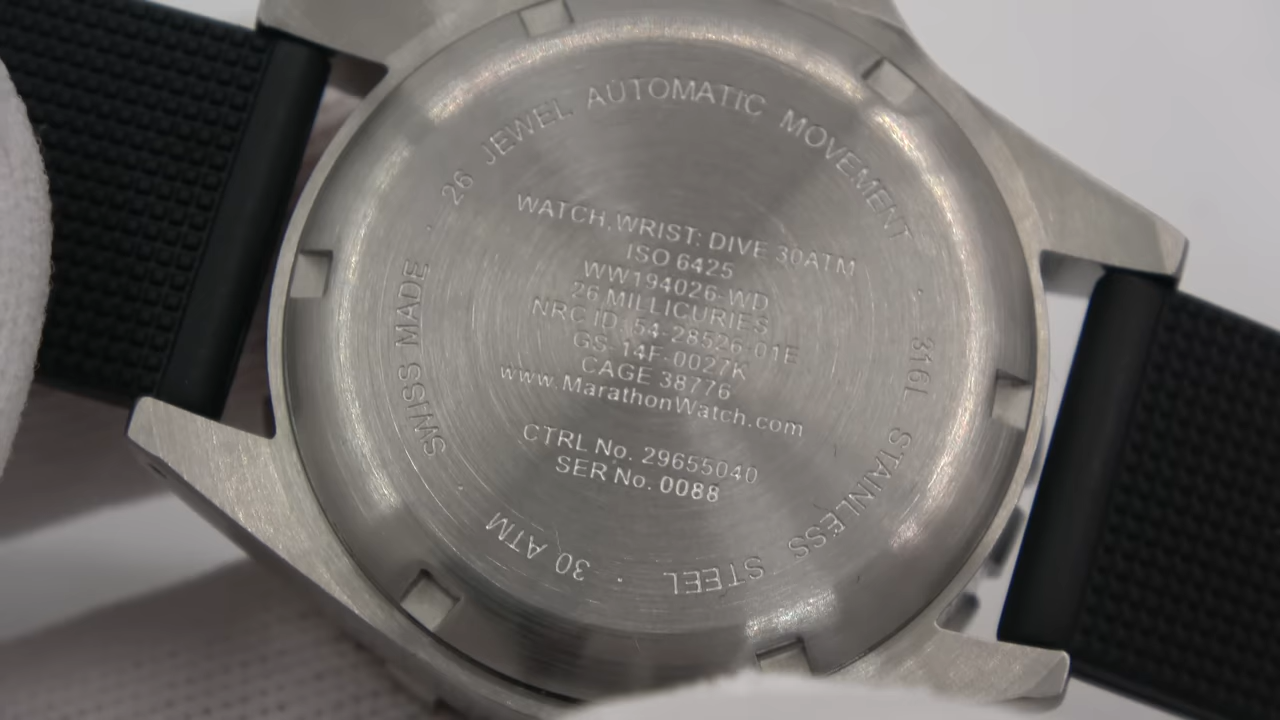 26 JEWEL AUTOMATIC MOVEMENT . 316L STAINLESS STEEL . 30 ATM . SWISS MADE .
WATCH,WRIST: DIVE 30ATM
ISO 6425
WW194026-WD
26 MILLICURIES
NRC ID. 54-28526-01E
GS-14F-0027K
CAGE 38776
www.MarathonWatch.com
CTRL No. 29655040
SER No. 0088